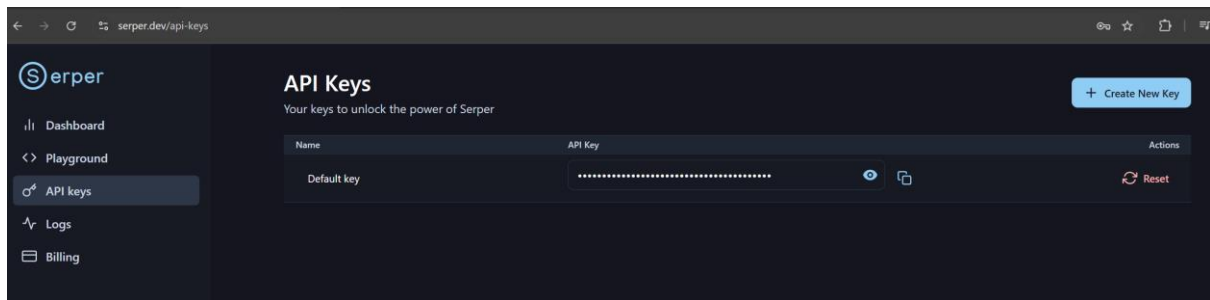 serper.dev/api-keys
Serper
Dashboard
Playground
API keys
Logs
Billing
API Keys
Your keys to unlock the power of Serper
+ Create New Key
Name API Key Actions
Default key Reset